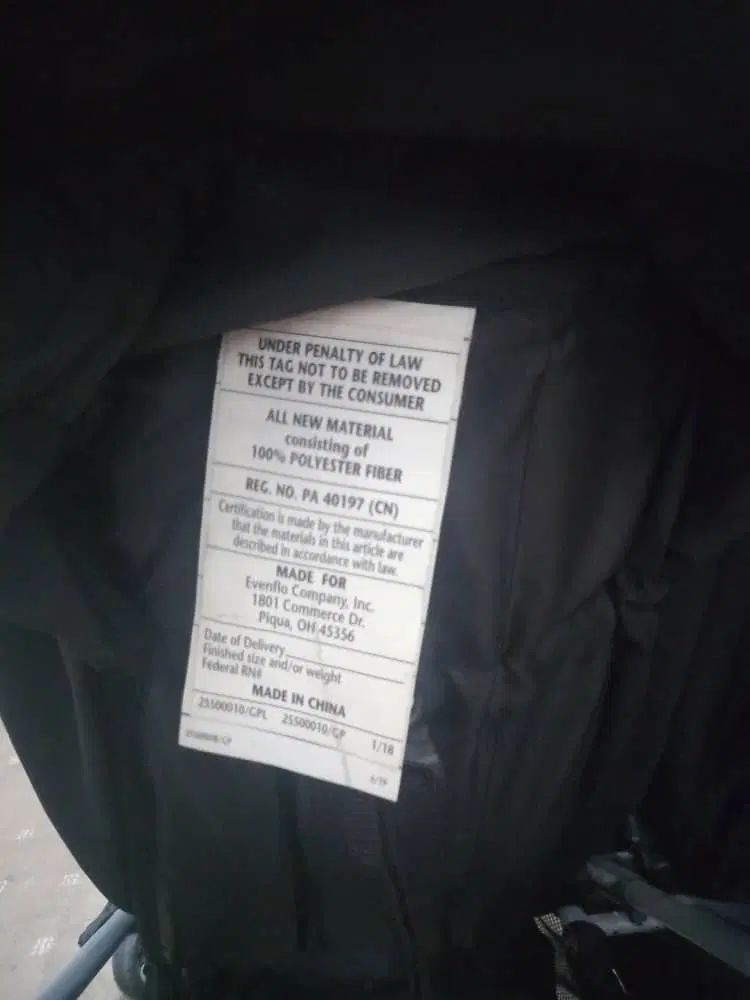 UNDER PENALTY OF LAW
THIS TAG NOT TO BE REMOVED
EXCEPT BY THE CONSUMER
ALL NEW MATERIAL
consisting of
100% POLYESTER FIBER
REG. NO. PA 40197 (CN)
Certification is made by the manufacturer
that the materials in this article are
described in accordance with law.
MADE FOR
Evenflo Company, Inc.
1801 Commerce Dr.
Piqua, OH 45356
Date of Delivery
Finished size and/or weight
Federal RN#
MADE IN CHINA
25500010/GPL 25500010/GP 1/18